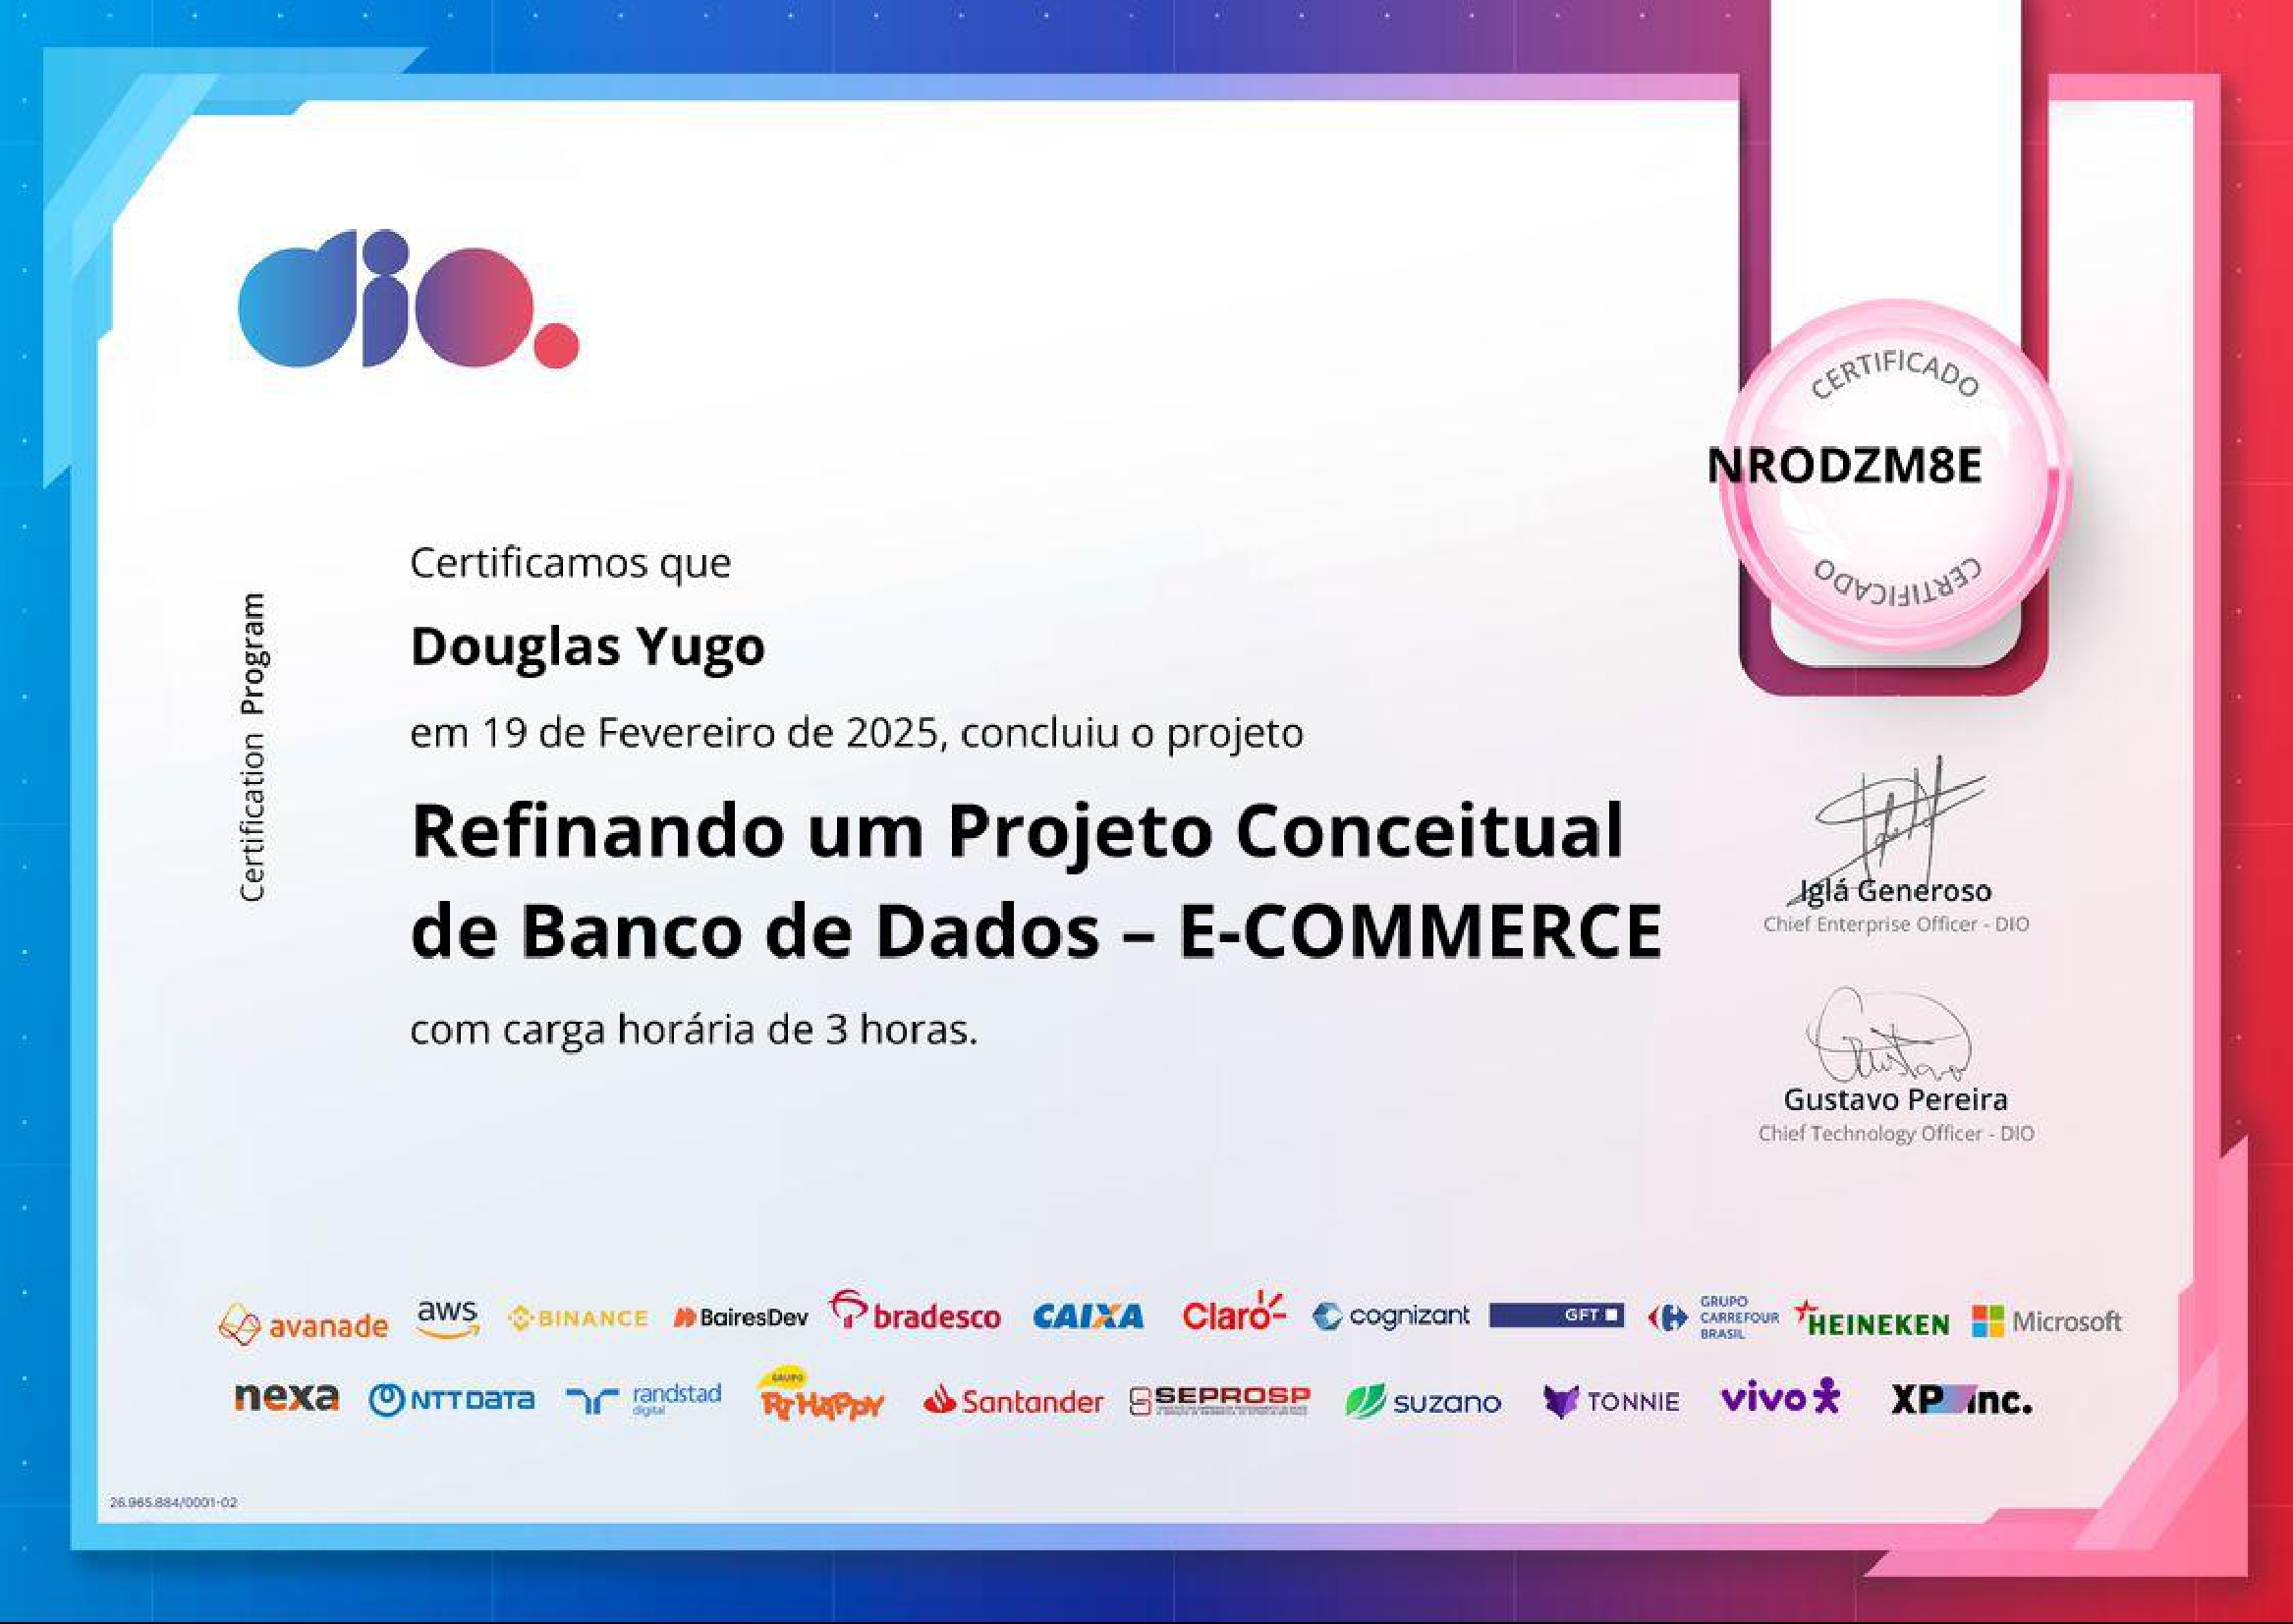 dio.
CERTIFICADO
NRODZM8E
CERTIFICADO
Certification Program
Certificamos que
Douglas Yugo
em 19 de Fevereiro de 2025, concluiu o projeto
Refinando um Projeto Conceitual
de Banco de Dados – E-COMMERCE
com carga horária de 3 horas.
Iglá Generoso
Chief Enterprise Officer - DIO
Gustavo
Gustavo Pereira
Chief Technology Officer - DIO
avanade aws BINANCE BairesDev bradesco CAIXA Claro cognizant GFT GRUPO CARREFOUR BRASIL HEINEKEN Microsoft
nexa NTT DATA randstad digital GRUPO Ri HAPPY Santander SEPROSP suzano TONNIE vivo XP inc.
26.965.884/0001-02